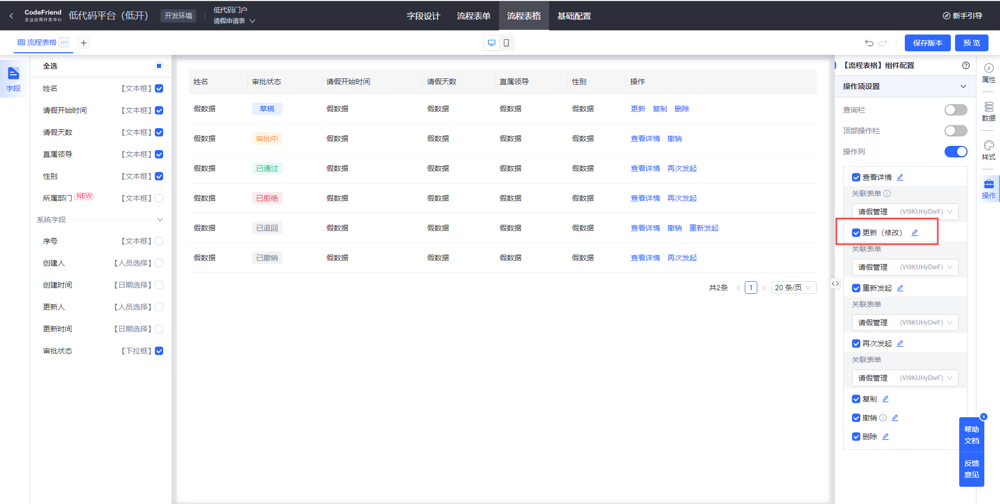 CodeFriend
企业应用开发中心
低代码平台（低开）
开发环境
低代码门户
请假申请表
字段设计
流程表单
流程表格
基础配置
新手引导
流程表格
保存版本
预 览
字段
全选
姓名 【文本框】
请假开始时间 【文本框】
请假天数 【文本框】
直属领导 【文本框】
性别 【文本框】
所属部门 NEW 【文本框】
系统字段
序号 【文本框】
创建人 【人员选择】
创建时间 【日期选择】
更新人 【人员选择】
更新时间 【日期选择】
审批状态 【下拉框】
姓名 审批状态 请假开始时间 请假天数 直属领导 性别 操作
假数据 草稿 假数据 假数据 假数据 假数据 更新 复制 删除
假数据 审批中 假数据 假数据 假数据 假数据 查看详情 撤销
假数据 已通过 假数据 假数据 假数据 假数据 查看详情 再次发起
假数据 已拒绝 假数据 假数据 假数据 假数据 查看详情 再次发起
假数据 已退回 假数据 假数据 假数据 假数据 查看详情 撤销 重新发起
假数据 已撤销 假数据 假数据 假数据 假数据 查看详情 再次发起
共2条 < 1 > 20 条/页
【流程表格】组件配置
操作项设置
查询栏
顶部操作栏
操作列
查看详情
关联表单
请假管理 (VI9KUHyDwF)
更新（修改）
关联表单
请假管理 (VI9KUHyDwF)
重新发起
关联表单
请假管理 (VI9KUHyDwF)
再次发起
关联表单
请假管理 (VI9KUHyDwF)
复制
撤销
删除
属性
数据
样式
操作
帮助
文档
反馈
意见